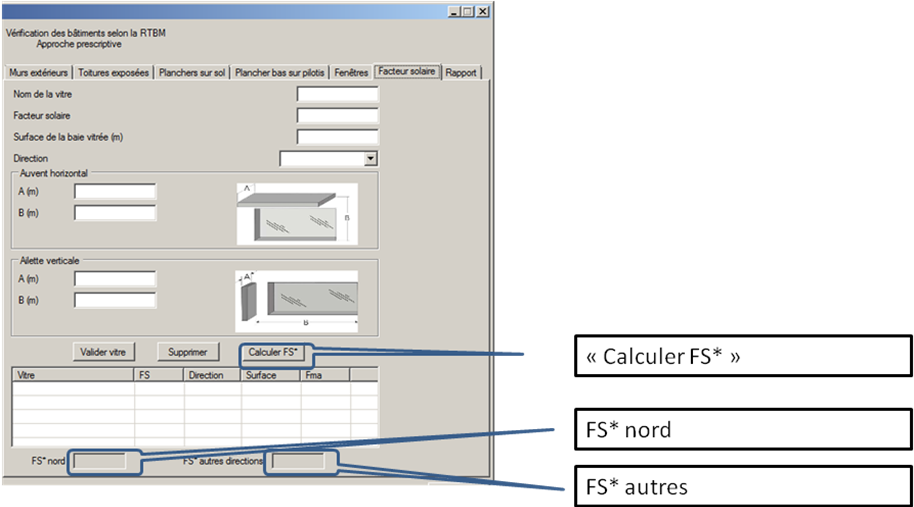 Vérification des bâtiments selon la RTBM
Approche prescriptive
Murs extérieurs Toitures exposées Planchers sur sol Plancher bas sur pilotis Fenêtres Facteur solaire Rapport
Nom de la vitre
Facteur solaire
Surface de la baie vitrée (m)
Direction
Auvent horizontal
A (m)
B (m)
A
B
Ailette verticale
A (m)
B (m)
A
B
Valider vitre Supprimer Calculer FS*
Vitre FS Direction Surface Fma
FS* nord FS* autres directions
« Calculer FS* »
FS* nord
FS* autres